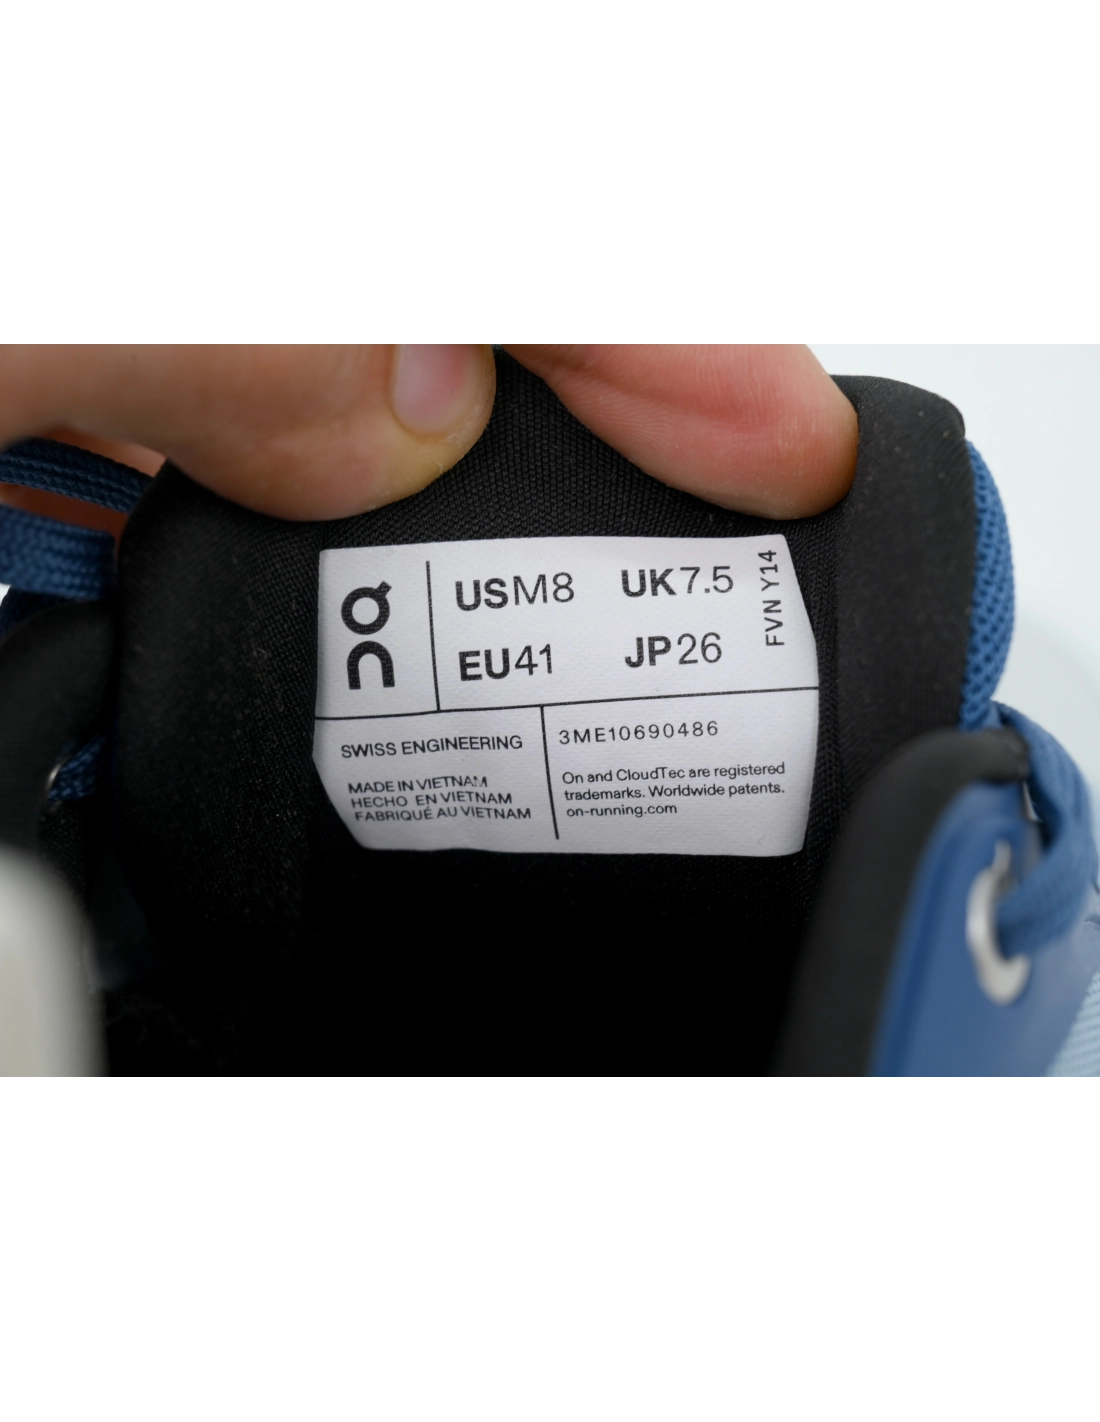 USM8 UK7.5
EU41 JP26
FVN Y14
SWISS ENGINEERING
MADE IN VIETNAM
HECHO EN VIETNAM
FABRIQUÉ AU VIETNAM
3ME10690486
On and CloudTec are registered
trademarks. Worldwide patents.
on-running.com